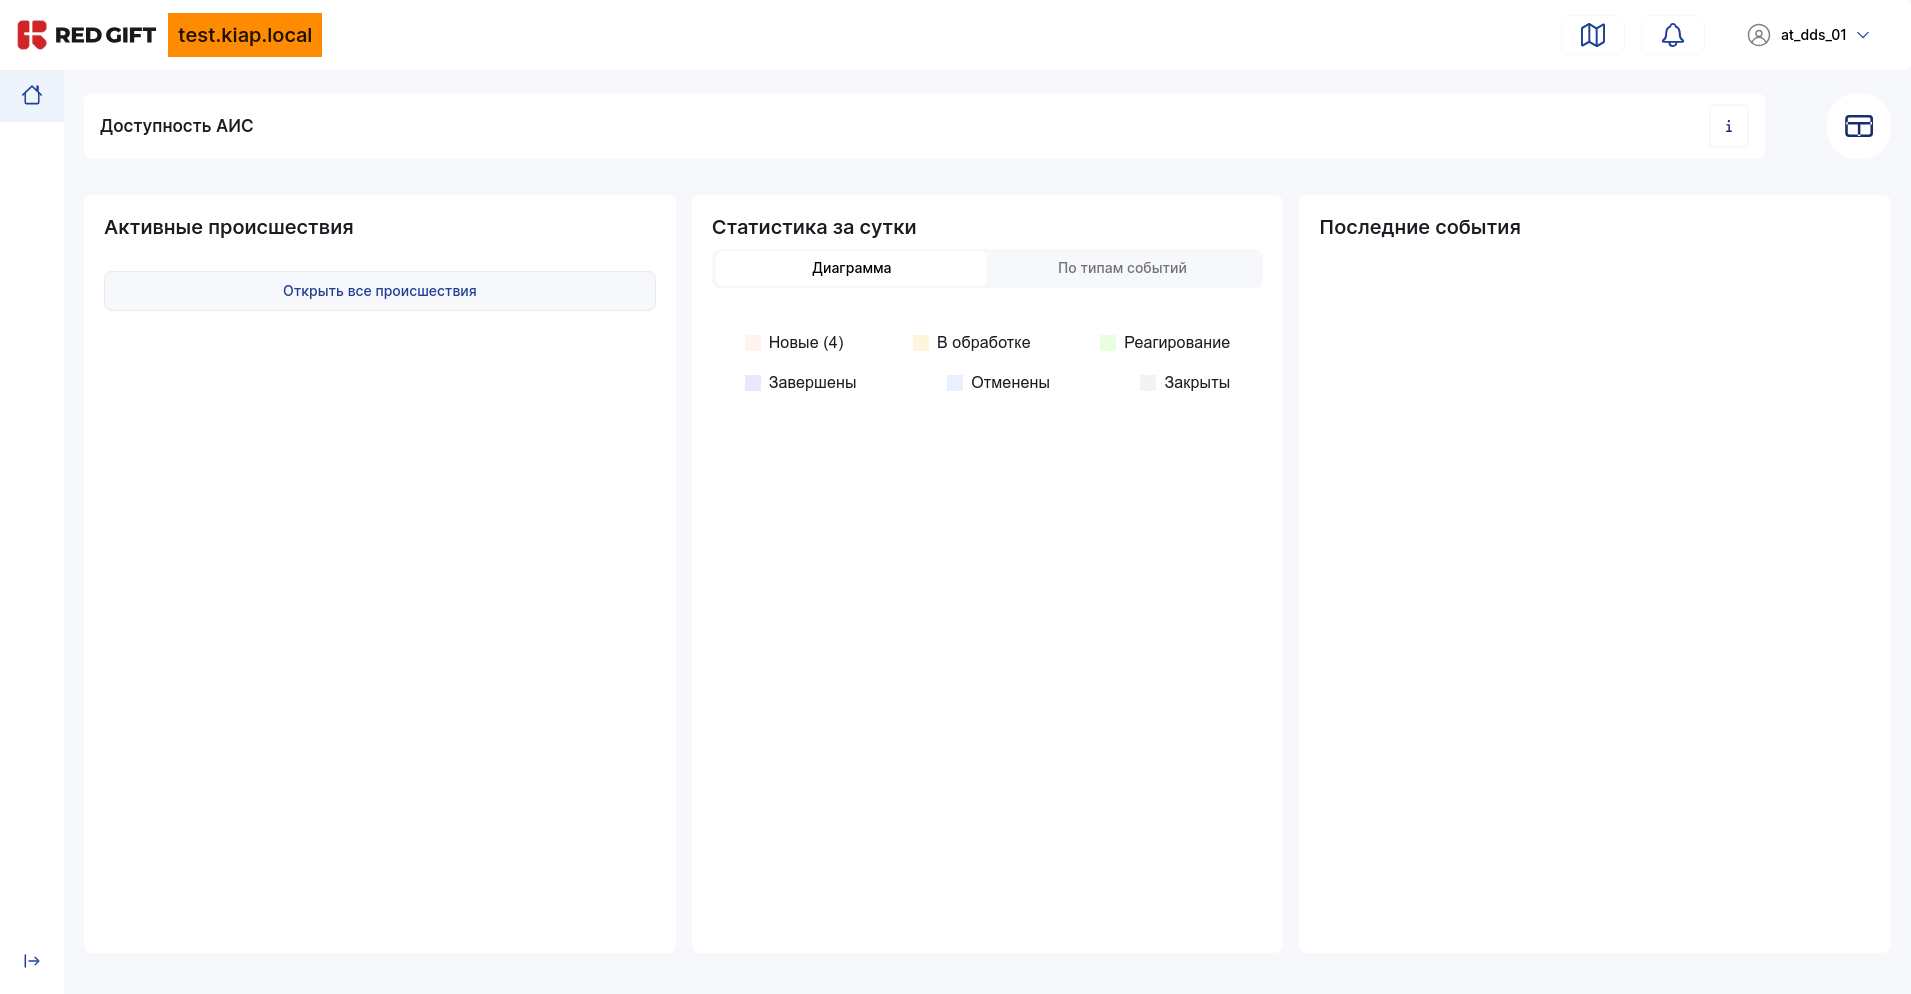 RED GIFT test.kiap.local
at_dds_01
Доступность АИС
i
Активные происшествия
Открыть все происшествия
Статистика за сутки
Диаграмма По типам событий
Новые (4) В обработке Реагирование
Завершены Отменены Закрыты
Последние события